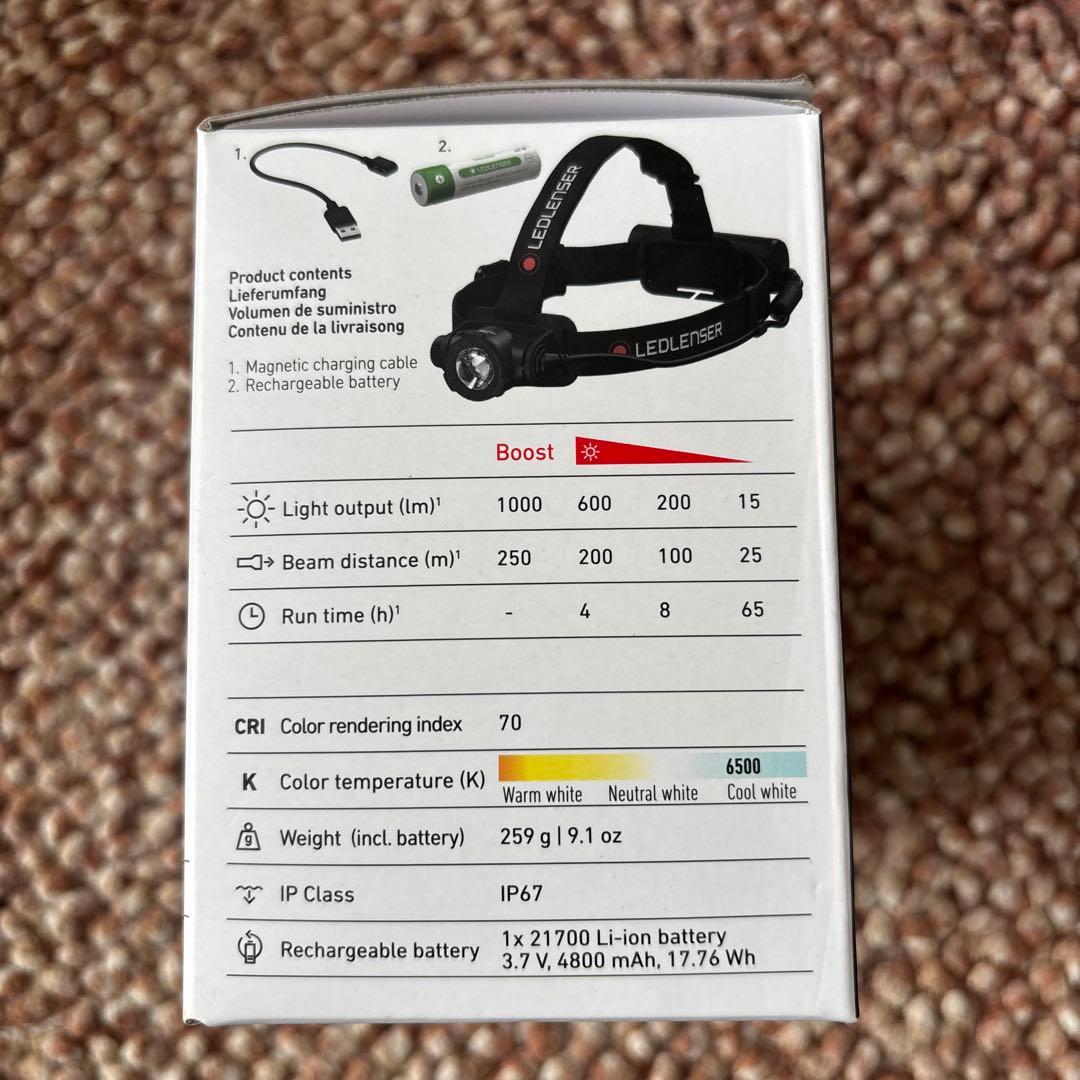 1.
2.
LEDLENSER
LEDLENSER
LEDLENSER
Product contents
Lieferumfang
Volumen de suministro
Contenu de la livraisong
1. Magnetic charging cable
2. Rechargeable battery
Boost
Light output (lm)¹ 1000 600 200 15
Beam distance (m)¹ 250 200 100 25
Run time (h)¹ - 4 8 65
CRI Color rendering index 70
K Color temperature (K) 6500
Warm white Neutral white Cool white
g Weight (incl. battery) 259 g | 9.1 oz
IP Class IP67
Rechargeable battery 1x 21700 Li-ion battery
3.7 V, 4800 mAh, 17.76 Wh